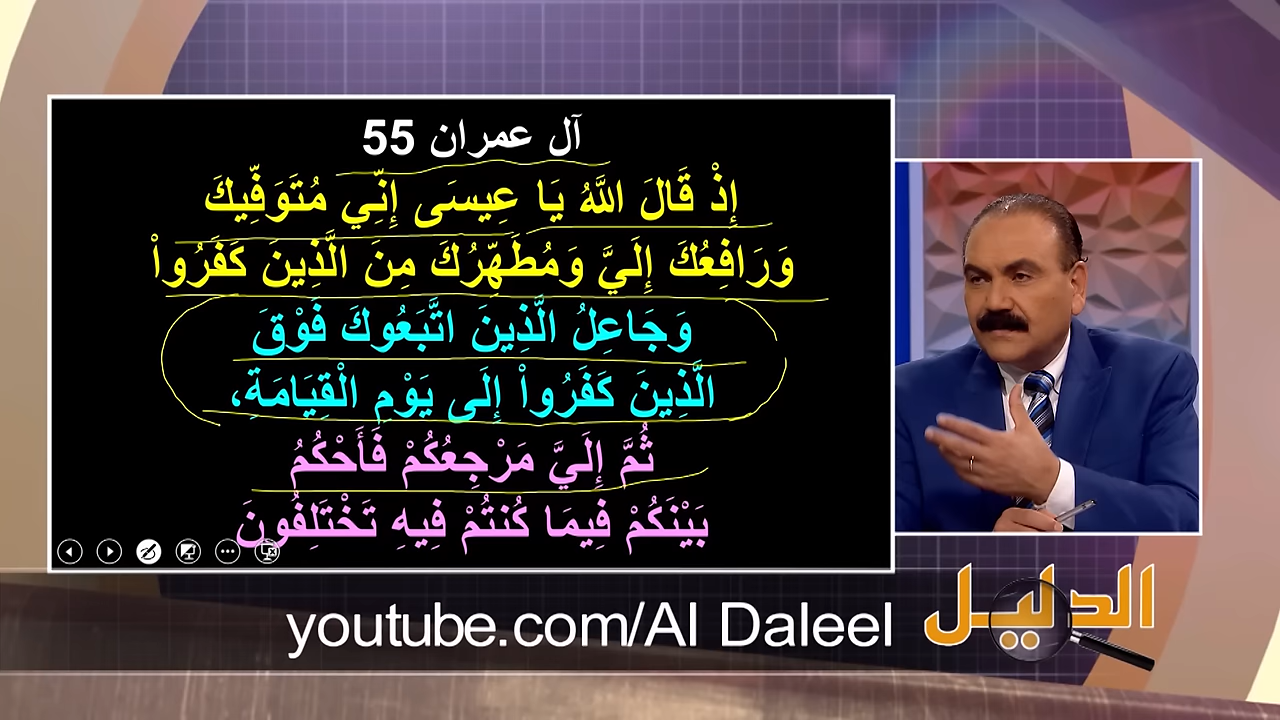 آل عمران 55
إِذْ قَالَ اللَّهُ يَا عِيسَى إِنِّي مُتَوَفِّيكَ
وَرَافِعُكَ إِلَيَّ وَمُطَهِّرُكَ مِنَ الَّذِينَ كَفَرُواْ
وَجَاعِلُ الَّذِينَ اتَّبَعُوكَ فَوْقَ
الَّذِينَ كَفَرُواْ إِلَى يَوْمِ الْقِيَامَةِ،
ثُمَّ إِلَيَّ مَرْجِعُكُمْ فَأَحْكُمُ
بَيْنَكُمْ فِيمَا كُنتُمْ فِيهِ تَخْتَلِفُونَ
الدليل
youtube.com/Al Daleel